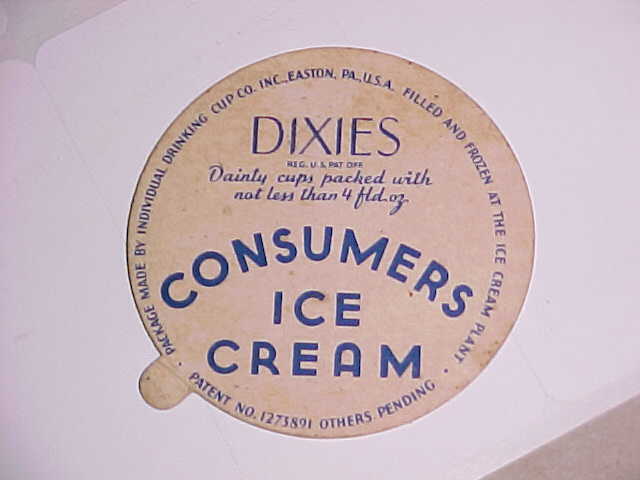 · PACKAGE MADE BY INDIVIDUAL DRINKING CUP CO. INC., EASTON, PA., U.S.A. FILLED AND FROZEN AT THE ICE CREAM PLANT ·
DIXIES
REG. U.S. PAT. OFF.
Dainty cups packed with
not less than 4 fld. oz.
CONSUMERS
ICE
CREAM
PATENT NO. 1273891 OTHERS PENDING